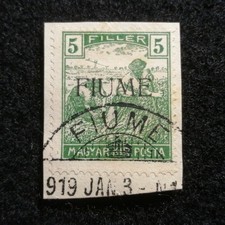 FILLER
5 5
FIUME
FIUME
MAGYAR POSTA
919 JAN. 3 -